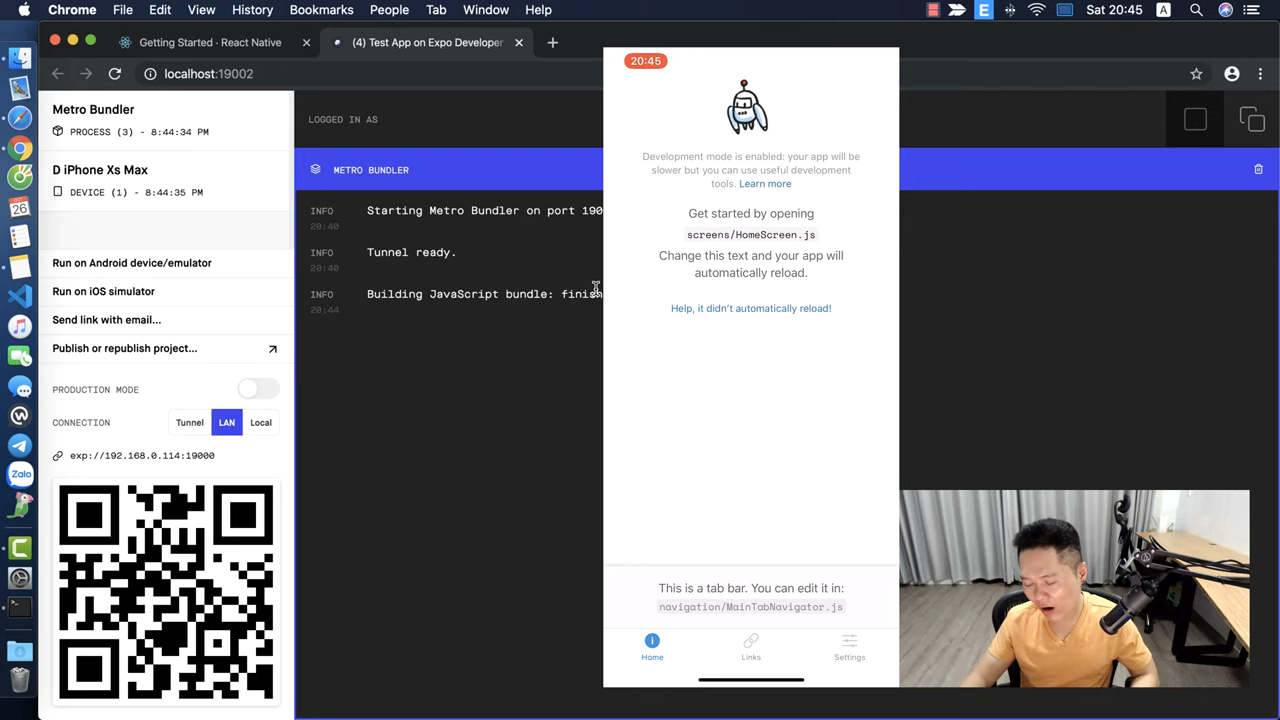 Chrome File Edit View History Bookmarks People Tab Window Help
E Sat 20:45 A
Getting Started · React Native
(4) Test App on Expo Developer
localhost:19002
Metro Bundler
PROCESS (3) - 8:44:34 PM
D iPhone Xs Max
DEVICE (1) - 8:44:35 PM
Run on Android device/emulator
Run on iOS simulator
Send link with email...
Publish or republish project...
PRODUCTION MODE
CONNECTION Tunnel LAN Local
exp://192.168.0.114:19000
LOGGED IN AS
METRO BUNDLER
INFO Starting Metro Bundler on port 190
20:40
INFO Tunnel ready.
20:40
INFO Building JavaScript bundle: finish
20:44
20:45
Development mode is enabled: your app will be
slower but you can use useful development
tools. Learn more
Get started by opening
screens/HomeScreen.js
Change this text and your app will
automatically reload.
Help, it didn’t automatically reload!
This is a tab bar. You can edit it in:
navigation/MainTabNavigator.js
Home Links Settings
26
Zalo